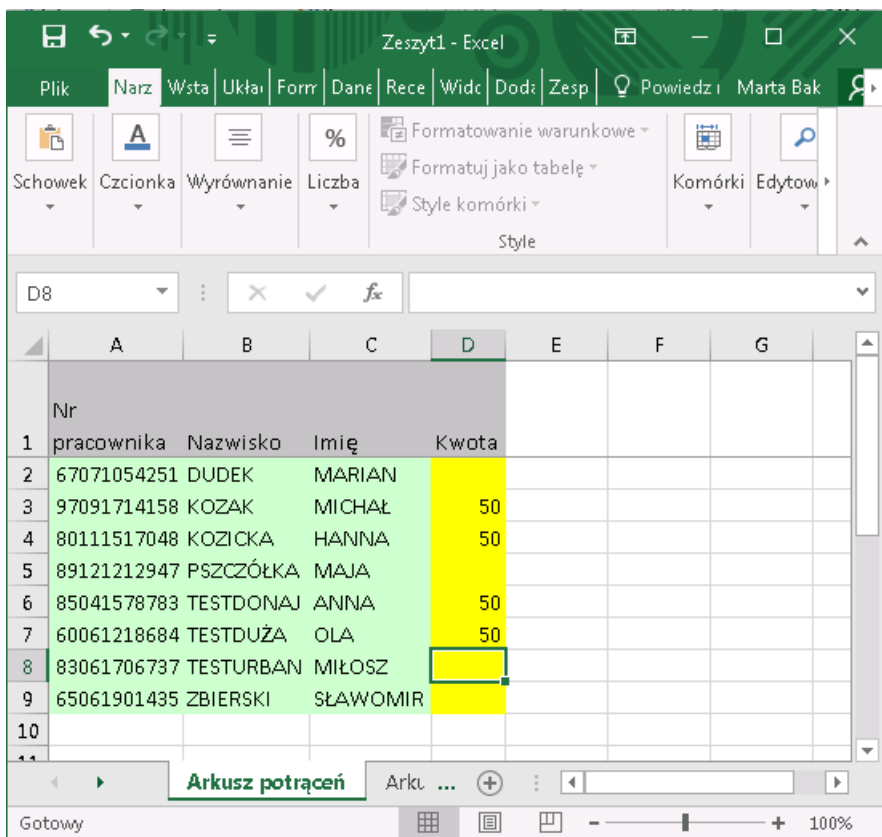 Zeszyt1 - Excel
Plik Narz Wsta Ukła Form Dane Rece Wido Doda Zesp Powiedz i Marta Bak
Schowek Czcionka Wyrównanie Liczba Formatowanie warunkowe Formatuj jako tabelę Style komórki Komórki Edytow
Style
D8 fx
A B C D E F G
1 Nr pracownika Nazwisko Imię Kwota
2 67071054251 DUDEK MARIAN
3 97091714158 KOZAK MICHAŁ 50
4 80111517048 KOZICKA HANNA 50
5 89121212947 PSZCZÓŁKA MAJA
6 85041578783 TESTDONAJ ANNA 50
7 60061218684 TESTDUŻA OLA 50
8 83061706737 TESTURBAN MIŁOSZ
9 65061901435 ZBIERSKI SŁAWOMIR
10
Arkusz potrąceń Arku ...
Gotowy 100%